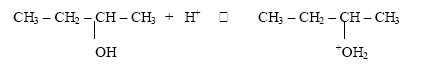 CH₃ – CH₂ – CH – CH₃ + H⁺ □ CH₃ – CH₂ – CH – CH₃
OH ⁺OH₂